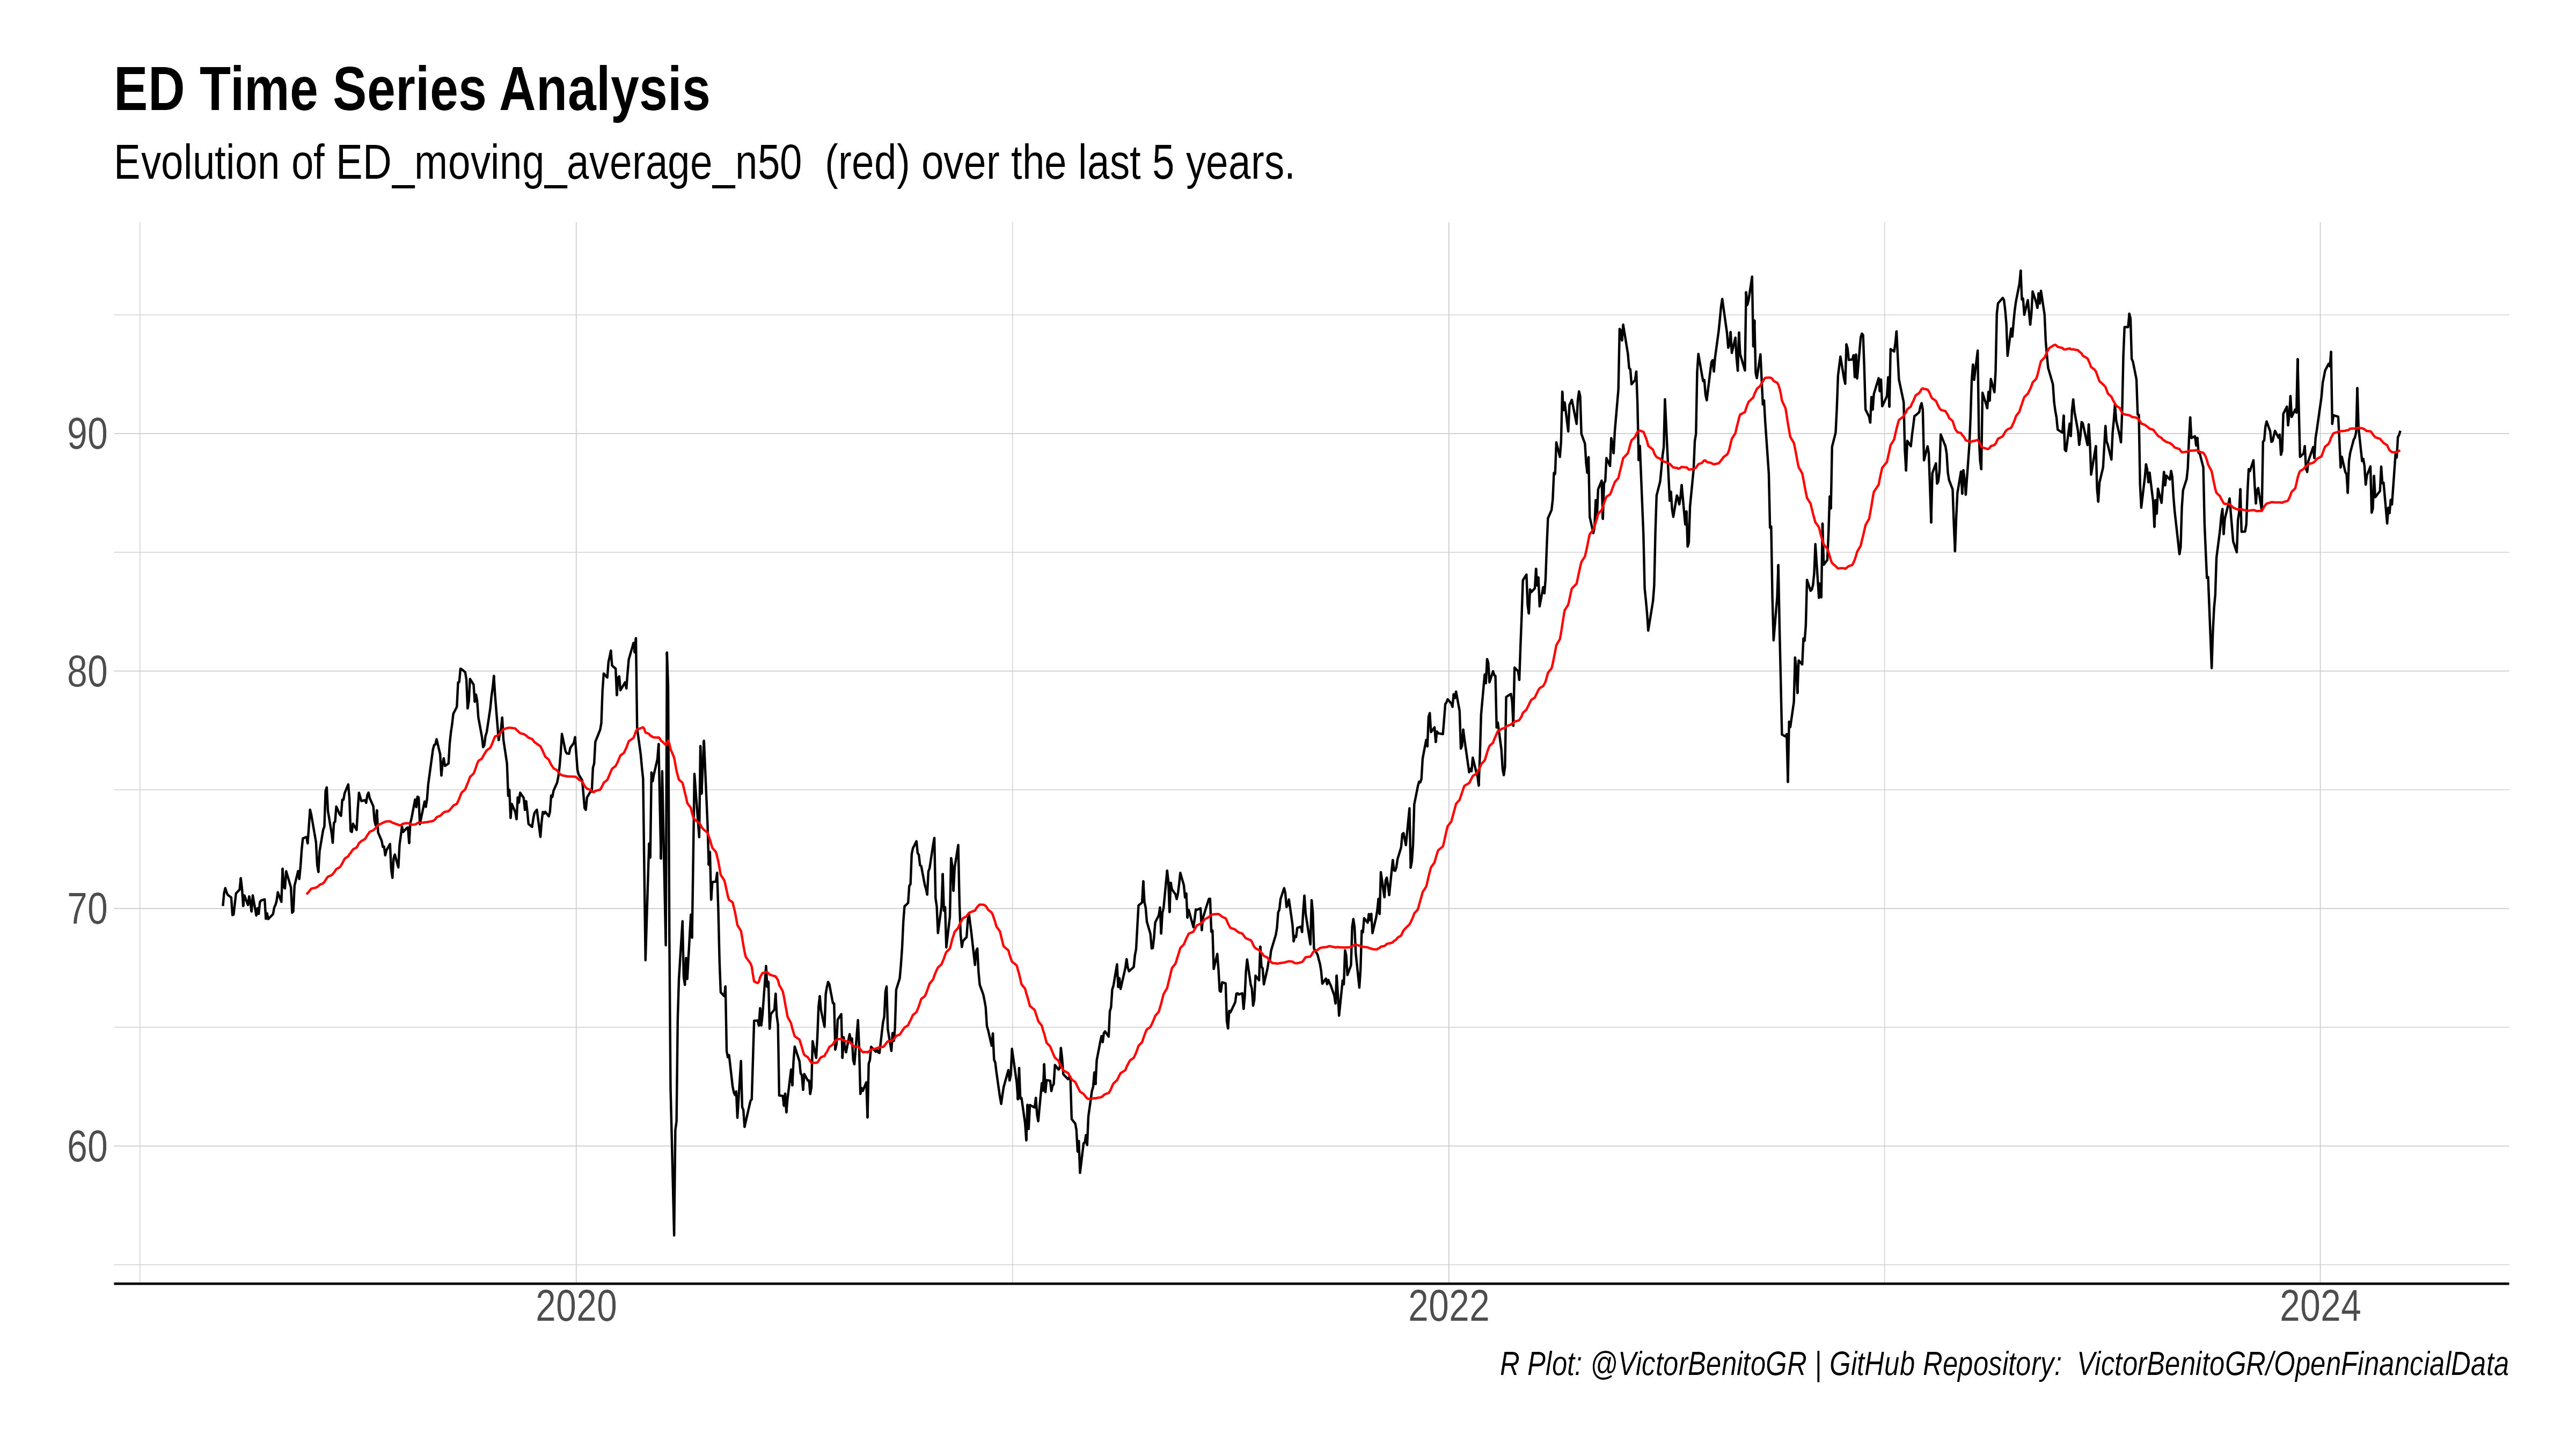 ED Time Series Analysis
Evolution of ED_moving_average_n50  (red) over the last 5 years.
90
80
70
60
2020 2022 2024
R Plot: @VictorBenitoGR | GitHub Repository:  VictorBenitoGR/OpenFinancialData